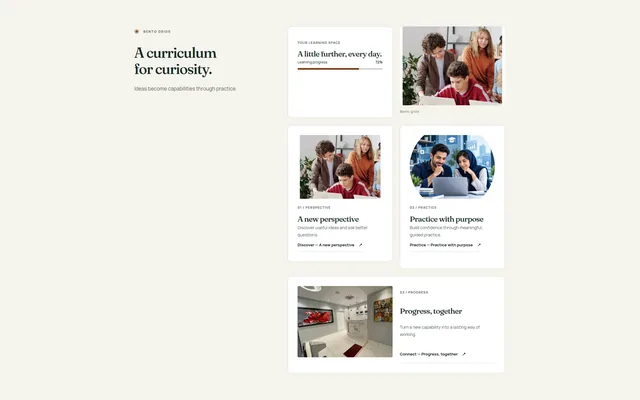 BENTO GRIDS
A curriculum
for curiosity.
Ideas become capabilities through practice.
YOUR LEARNING SPACE
A little further, every day.
Learning progress 72%
Bento grids
01 / PERSPECTIVE
A new perspective
Discover useful ideas and ask better
questions.
Discover — A new perspective ↗
02 / PRACTICE
Practice with purpose
Build confidence through meaningful,
guided practice.
Practice — Practice with purpose ↗
03 / PROGRESS
Progress, together
Turn a new capability into a lasting way of
working.
Connect — Progress, together ↗